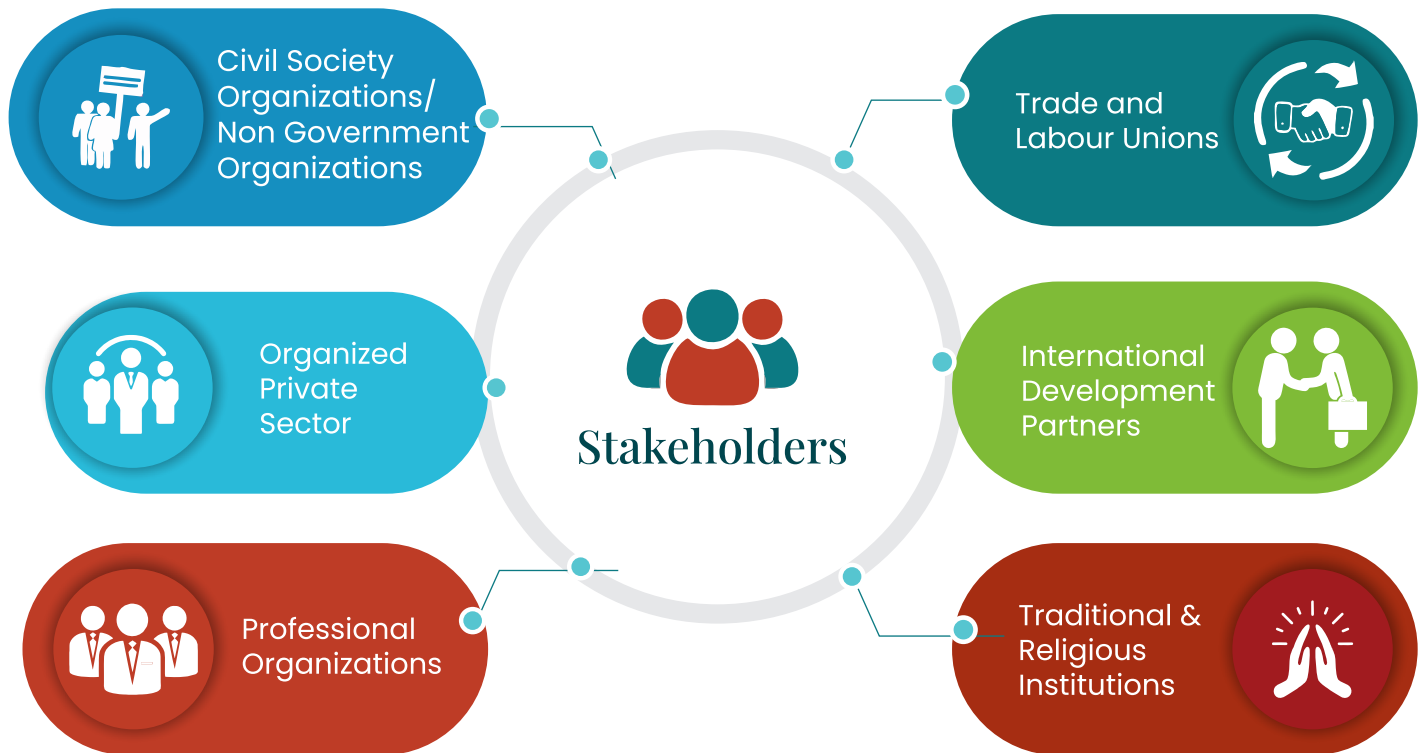 Civil Society
Organizations/
Non Government
Organizations
Trade and
Labour Unions
Organized
Private
Sector
Stakeholders
International
Development
Partners
Professional
Organizations
Traditional &
Religious
Institutions